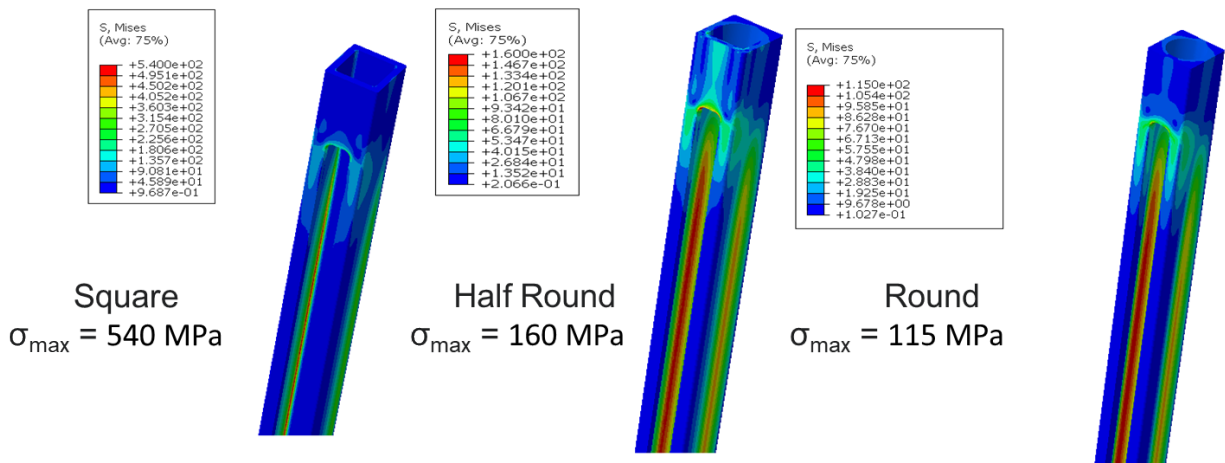 S, Mises
(Avg: 75%)
+5.400e+02
+4.951e+02
+4.502e+02
+4.052e+02
+3.603e+02
+3.154e+02
+2.705e+02
+2.256e+02
+1.806e+02
+1.357e+02
+9.081e+01
+4.589e+01
+9.687e-01
Square
σmax = 540 MPa
S, Mises
(Avg: 75%)
+1.600e+02
+1.467e+02
+1.334e+02
+1.201e+02
+1.067e+02
+9.342e+01
+8.010e+01
+6.679e+01
+5.347e+01
+4.015e+01
+2.684e+01
+1.352e+01
+2.066e-01
Half Round
σmax = 160 MPa
S, Mises
(Avg: 75%)
+1.150e+02
+1.054e+02
+9.585e+01
+8.628e+01
+7.670e+01
+6.713e+01
+5.755e+01
+4.798e+01
+3.840e+01
+2.883e+01
+1.925e+01
+9.678e+00
+1.027e-01
Round
σmax = 115 MPa